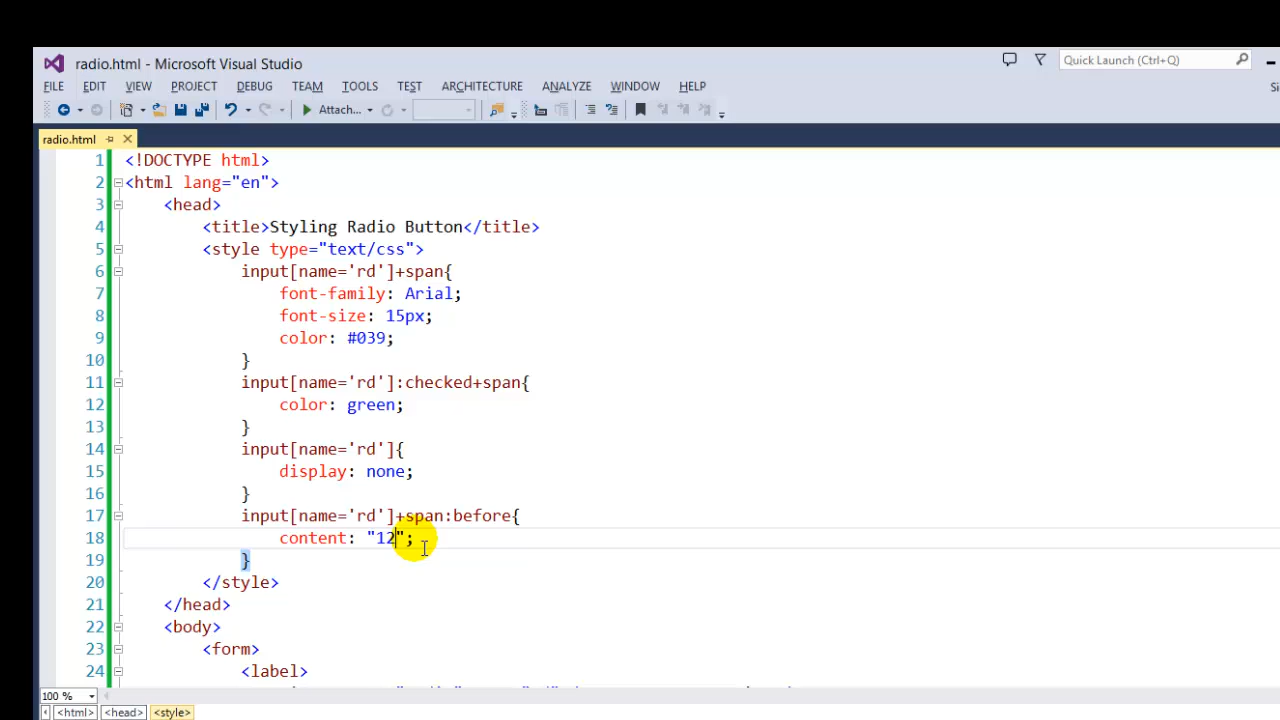 radio.html - Microsoft Visual Studio
Quick Launch (Ctrl+Q)
FILE EDIT VIEW PROJECT DEBUG TEAM TOOLS TEST ARCHITECTURE ANALYZE WINDOW HELP
Si
Attach...
radio.html
1 <!DOCTYPE html>
2 <html lang="en">
3 <head>
4 <title>Styling Radio Button</title>
5 <style type="text/css">
6 input[name='rd']+span{
7 font-family: Arial;
8 font-size: 15px;
9 color: #039;
10 }
11 input[name='rd']:checked+span{
12 color: green;
13 }
14 input[name='rd']{
15 display: none;
16 }
17 input[name='rd']+span:before{
18 content: "12";
19 }
20 </style>
21 </head>
22 <body>
23 <form>
24 <label>
100 %
<html> <head> <style>